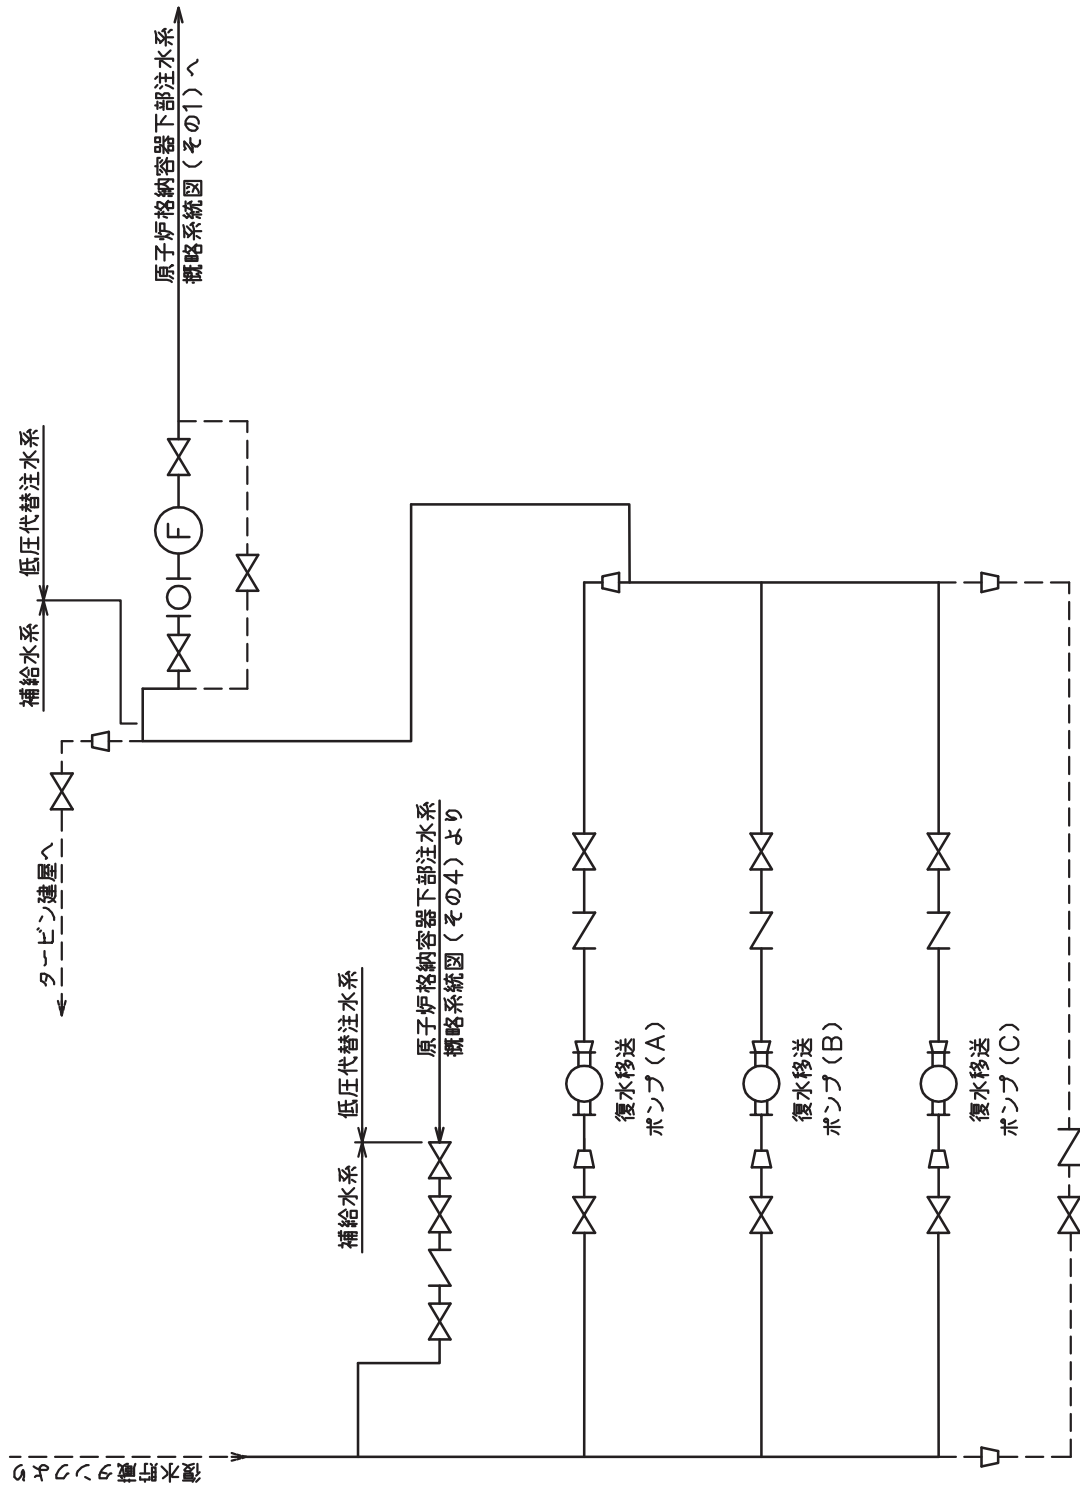 原子炉格納容器下部注水系
概略系統図(その1)へ
低圧代替注水系
補給水系
F
タービン建屋へ
原子炉格納容器下部注水系
概略系統図(その4)より
低圧代替注水系
補給水系
復水移送
ポンプ(A)
復水移送
ポンプ(B)
復水移送
ポンプ(C)
復水貯蔵タンクより